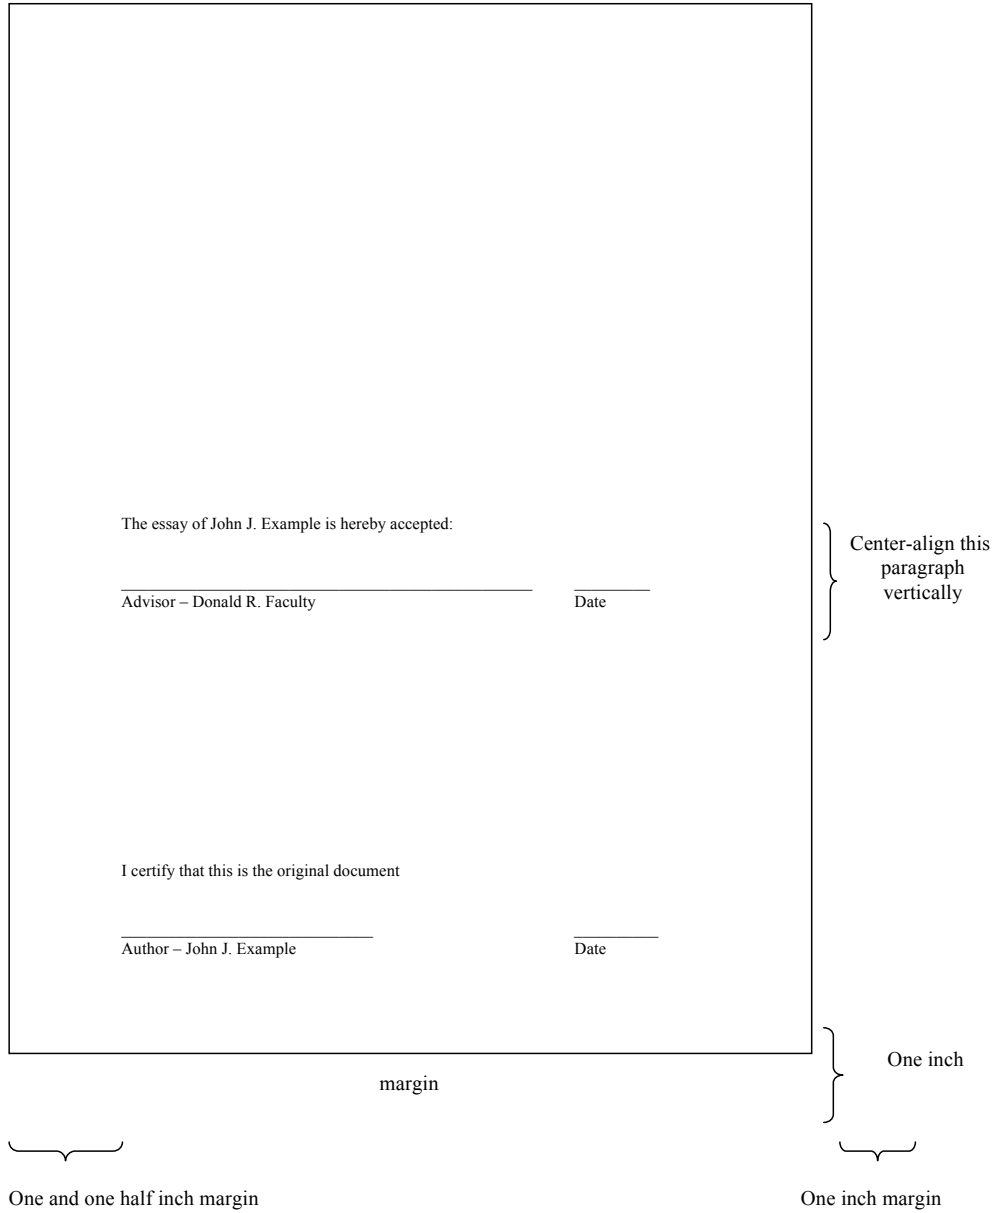 The essay of John J. Example is hereby accepted:
Center-align this
paragraph
vertically
Advisor – Donald R. Faculty Date
I certify that this is the original document
Author – John J. Example Date
One inch
margin
One and one half inch margin One inch margin